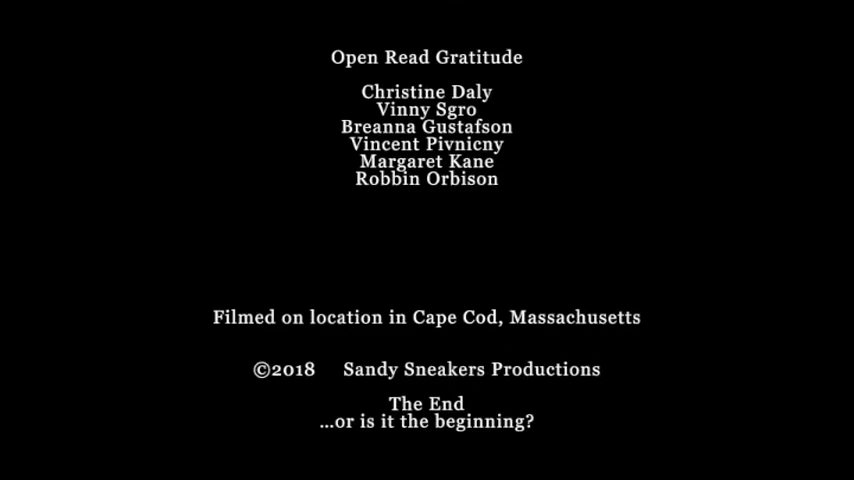 Open Read Gratitude
Christine Daly
Vinny Sgro
Breanna Gustafson
Vincent Pivnicny
Margaret Kane
Robbin Orbison
Filmed on location in Cape Cod, Massachusetts
©2018 Sandy Sneakers Productions
The End
...or is it the beginning?